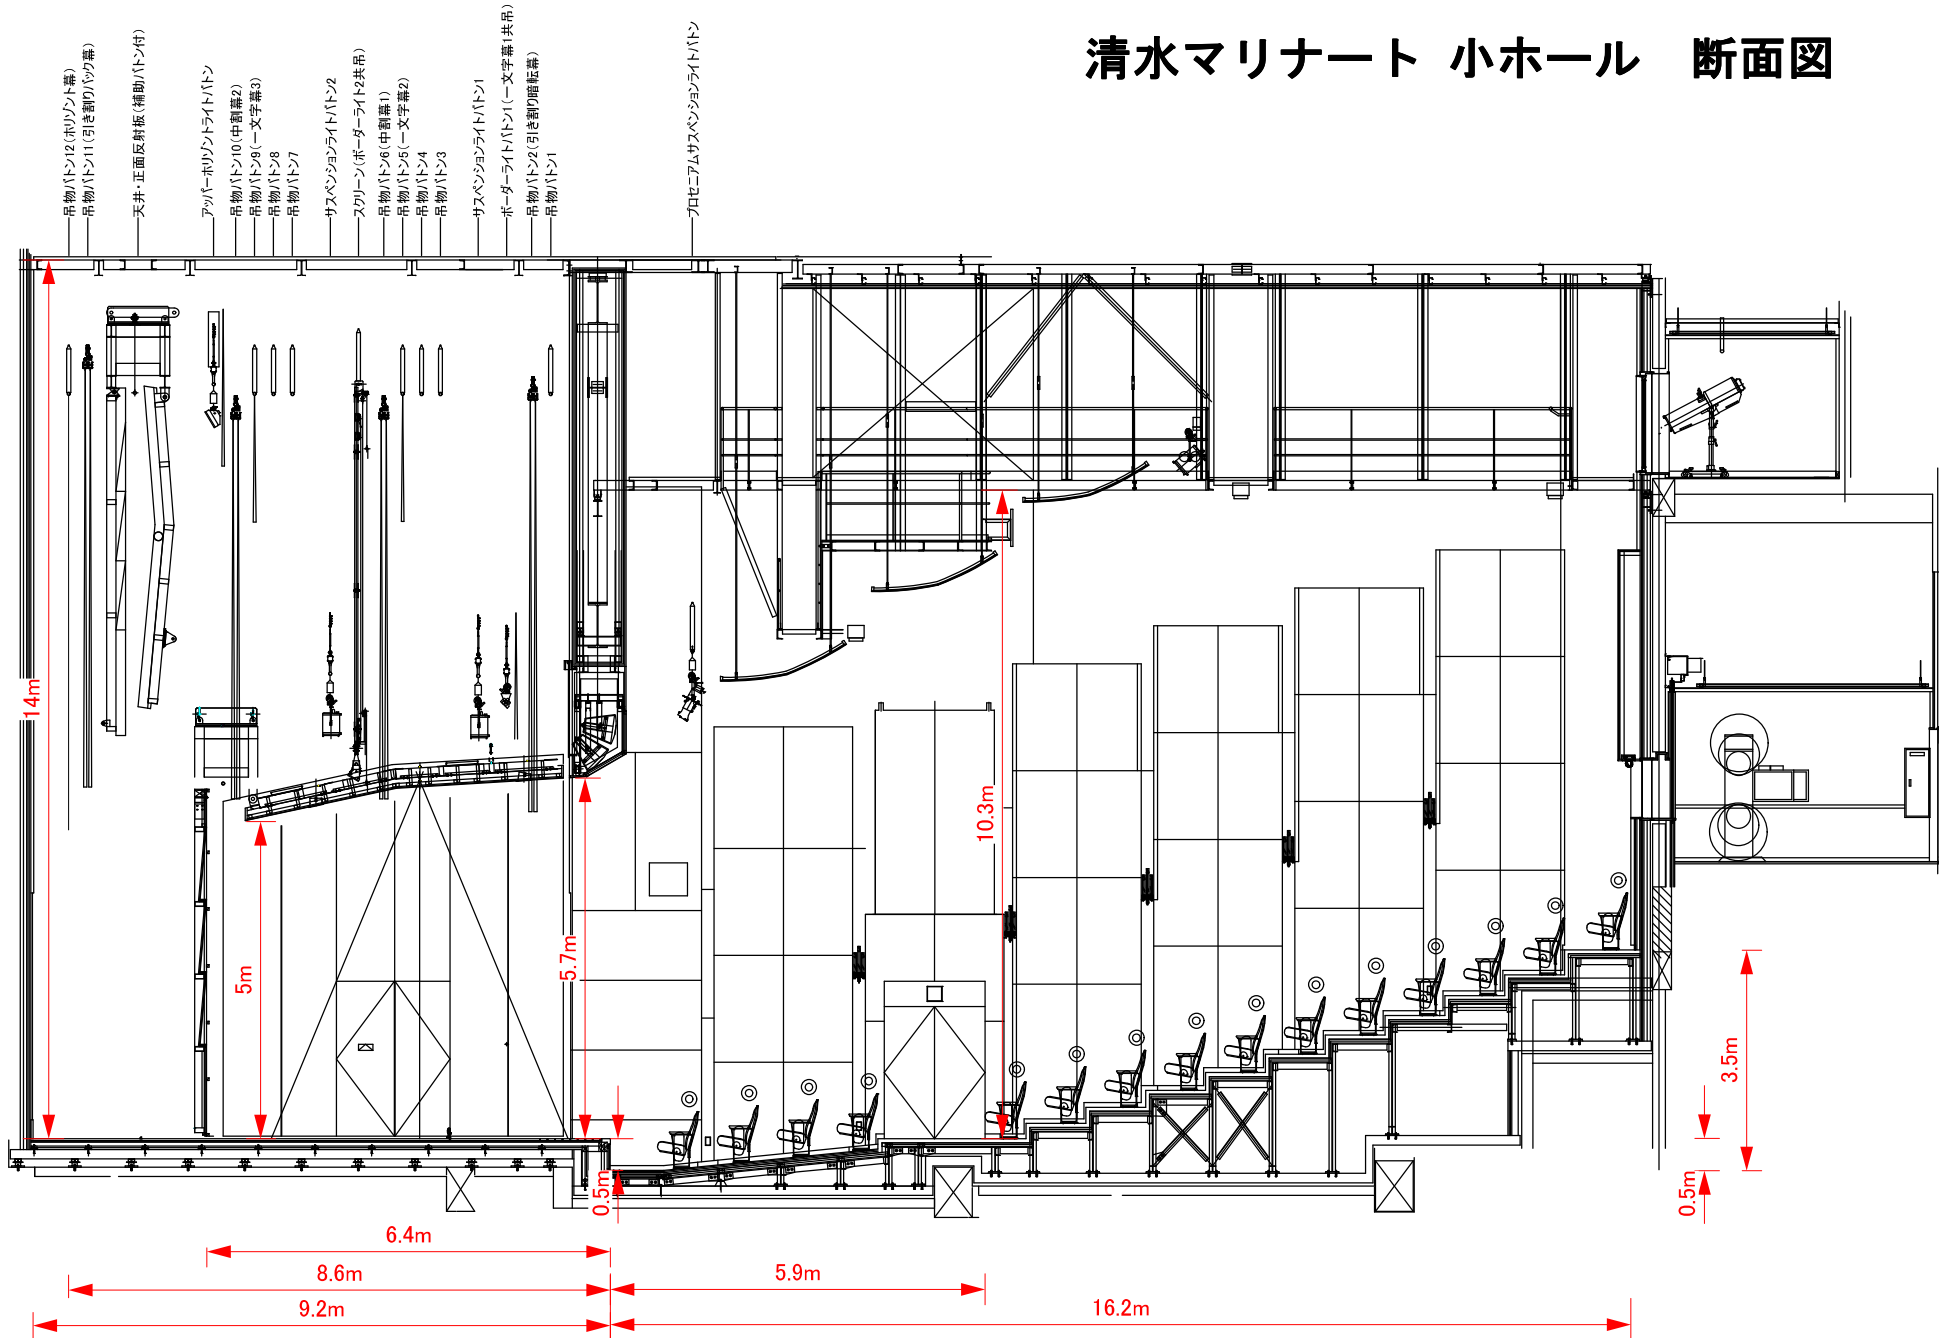 清水マリナート 小ホール 断面図
吊物バトン12(ホリゾント幕)
吊物バトン11(引き割りバック幕)
天井・正面反射板(補助バトン付)
アッパーホリゾントライトバトン
吊物バトン10(中割幕2)
吊物バトン9(一文字幕3)
吊物バトン8
吊物バトン7
サスペンションライトバトン2
スクリーン(ボーダーライト2共吊)
吊物バトン6(中割幕1)
吊物バトン5(一文字幕2)
吊物バトン4
吊物バトン3
サスペンションライトバトン1
ボーダーライトバトン1(一文字幕1共吊)
吊物バトン2(引き割り暗転幕)
吊物バトン1
プロセニアムサスペンションライトバトン
14m
5m
5.7m
10.3m
0.5m
3.5m
0.5m
6.4m
8.6m
5.9m
9.2m
16.2m